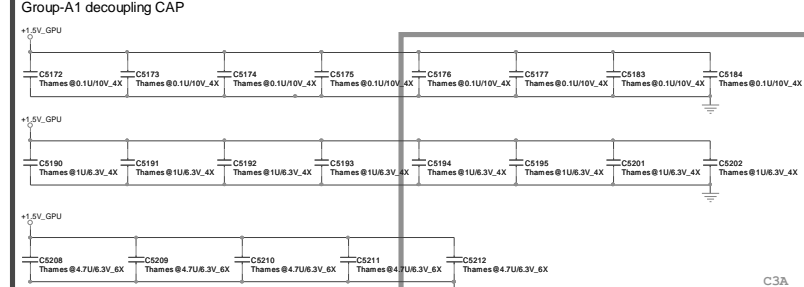 Group-A1 decoupling CAP
+1.5V_GPU
C5172 C5173 C5174 C5175 C5176 C5177 C5183 C5184
Thames@0.1U/10V_4X Thames@0.1U/10V_4X Thames@0.1U/10V_4X Thames@0.1U/10V_4X Thames@0.1U/10V_4X Thames@0.1U/10V_4X Thames@0.1U/10V_4X Thames@0.1U/10V_4X
+1.5V_GPU
C5190 C5191 C5192 C5193 C5194 C5195 C5201 C5202
Thames@1U/6.3V_4X Thames@1U/6.3V_4X Thames@1U/6.3V_4X Thames@1U/6.3V_4X Thames@1U/6.3V_4X Thames@1U/6.3V_4X Thames@1U/6.3V_4X Thames@1U/6.3V_4X
+1.5V_GPU
C5208 C5209 C5210 C5211 C5212
Thames@4.7U/6.3V_6X Thames@4.7U/6.3V_6X Thames@4.7U/6.3V_6X Thames@4.7U/6.3V_6X Thames@4.7U/6.3V_6X
C3A